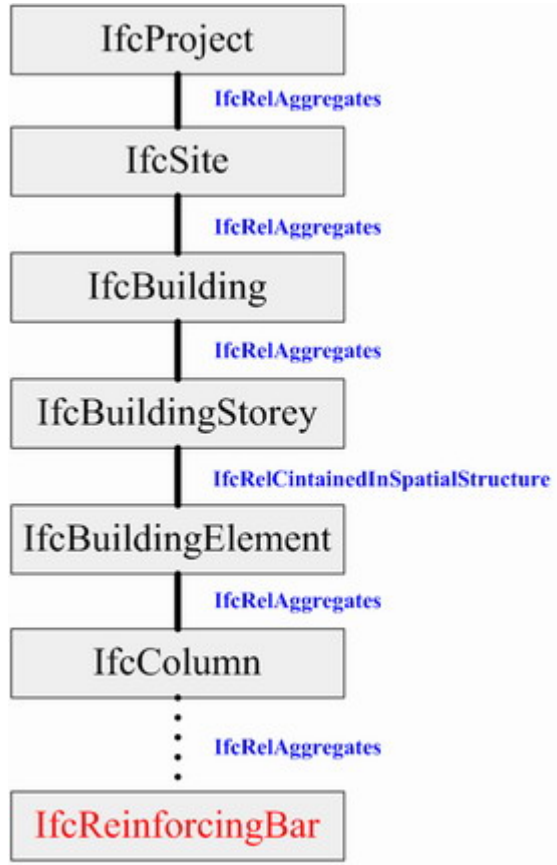 IfcProject
IfcRelAggregates
IfcSite
IfcRelAggregates
IfcBuilding
IfcRelAggregates
IfcBuildingStorey
IfcRelCintainedInSpatialStructure
IfcBuildingElement
IfcRelAggregates
IfcColumn
IfcRelAggregates
IfcReinforcingBar